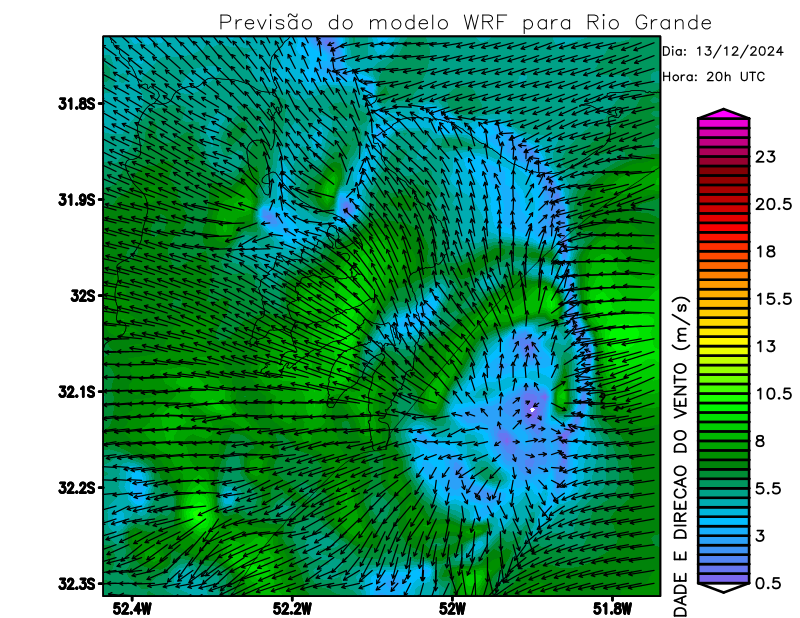 Previsão do modelo WRF para Rio Grande
Dia: 13/12/2024
Hora: 20h UTC
31.8S
31.9S
32S
32.1S
32.2S
32.3S
52.4W
52.2W
52W
51.8W
23
20.5
18
15.5
13
10.5
8
5.5
3
0.5
DADE E DIRECAO DO VENTO (m/s)